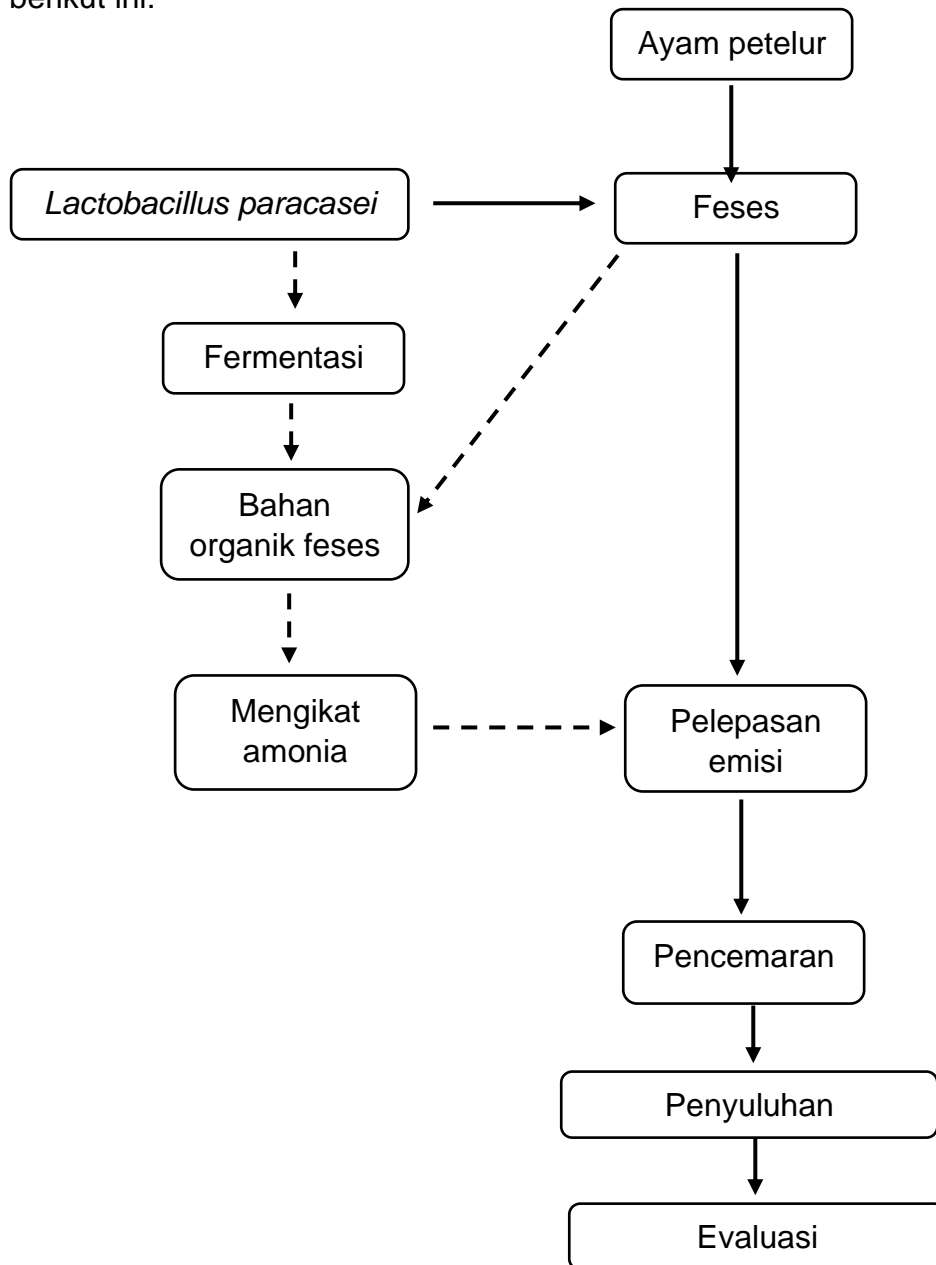 berikut ini:
Ayam petelur
Lactobacillus paracasei
Feses
Fermentasi
Bahan
organik feses
Mengikat
amonia
Pelepasan
emisi
Pencemaran
Penyuluhan
Evaluasi